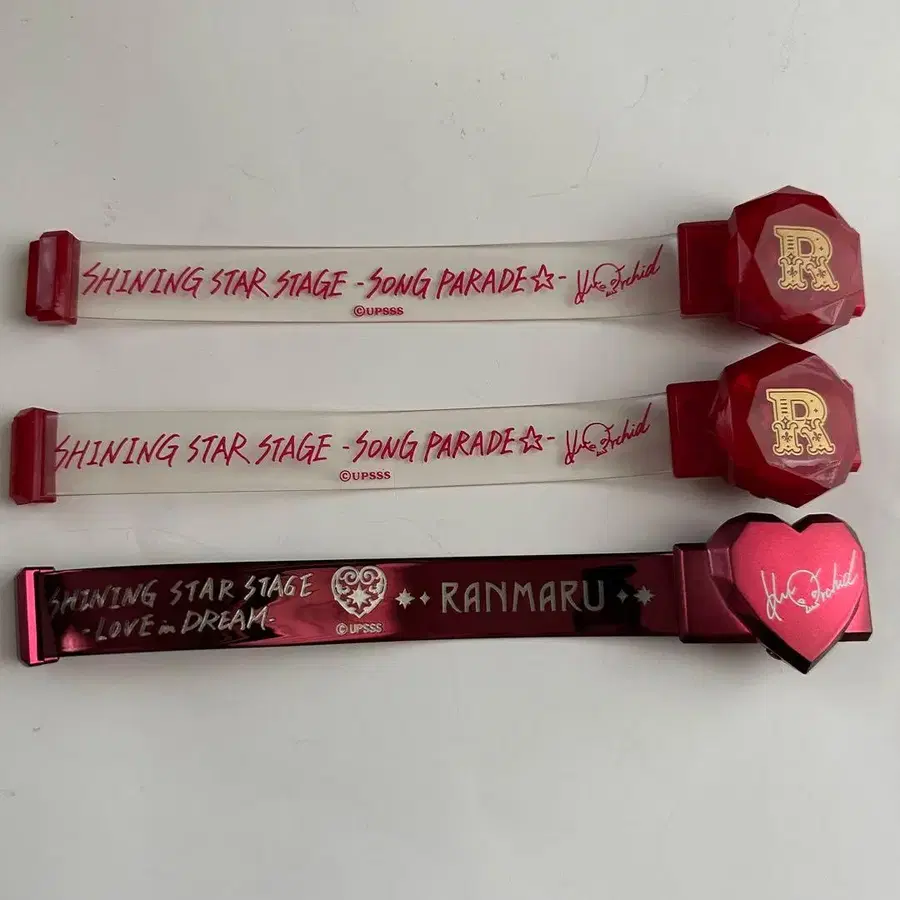 SHINING STAR STAGE -SONG PARADE☆-
©UPSSS
R
SHINING STAR STAGE -SONG PARADE☆-
©UPSSS
R
SHINING STAR STAGE
-LOVE in DREAM-
©UPSSS
RANMARU